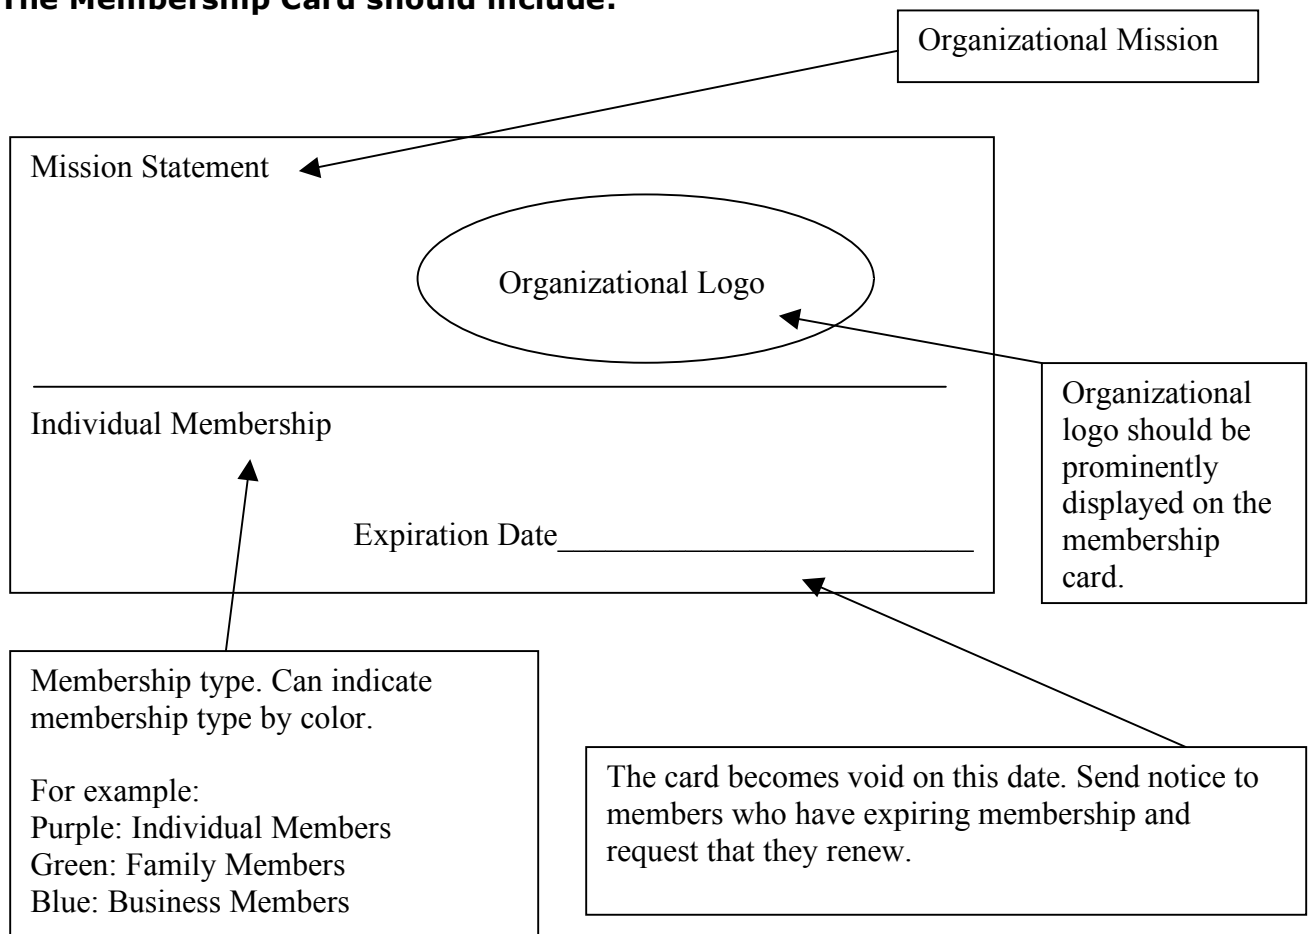 The Membership Card should include:
Organizational Mission
Mission Statement
Organizational Logo
Individual Membership
Expiration Date
Organizational
logo should be
prominently
displayed on the
membership
card.
Membership type. Can indicate
membership type by color.
For example:
Purple: Individual Members
Green: Family Members
Blue: Business Members
The card becomes void on this date. Send notice to
members who have expiring membership and
request that they renew.